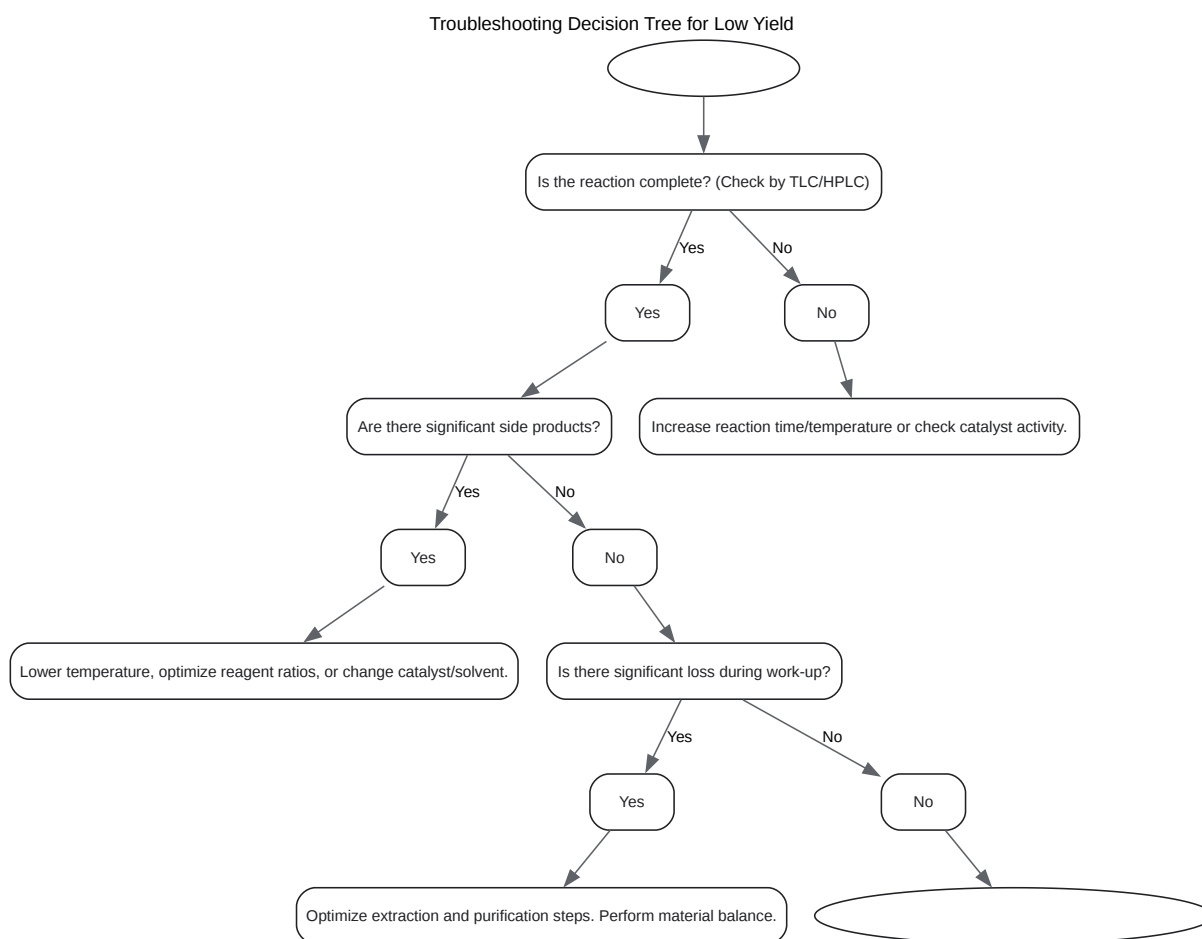 Troubleshooting Decision Tree for Low Yield
Is the reaction complete? (Check by TLC/HPLC)
Yes
No
Yes
No
Are there significant side products?
Increase reaction time/temperature or check catalyst activity.
Yes
No
Yes
No
Lower temperature, optimize reagent ratios, or change catalyst/solvent.
Is there significant loss during work-up?
Yes
No
Yes
No
Optimize extraction and purification steps. Perform material balance.